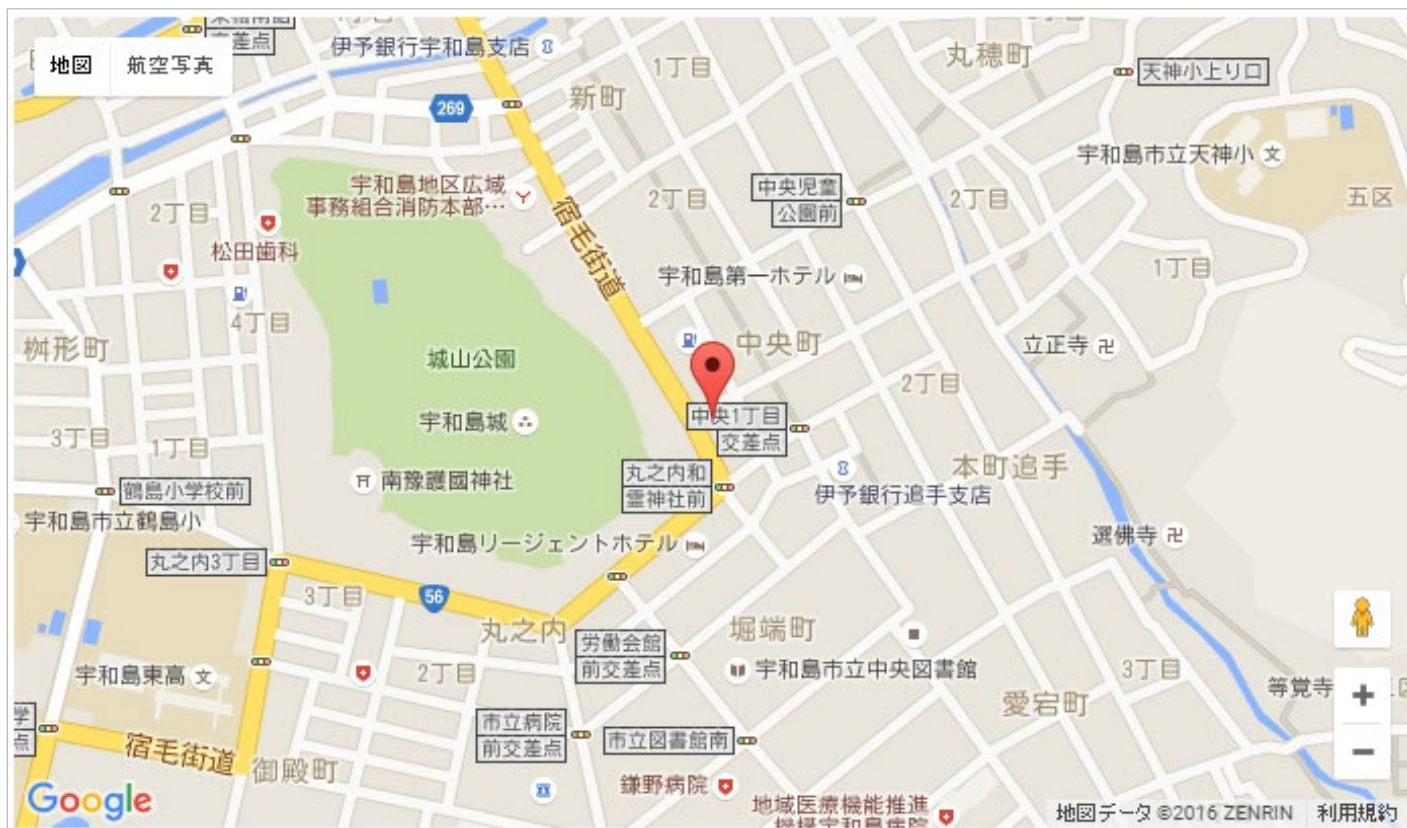 交差点
伊予銀行宇和島支店
1丁目
丸穂町
天神小上り口
地図 航空写真
新町
269
宇和島市立天神小
文
宇和島地区広域
事務組合消防本部…
2丁目
中央児童
公園前
2丁目
五区
2丁目
松田歯科
宿毛街道
宇和島第一ホテル
1丁目
4丁目
桝形町
中央町
立正寺
城山公園
2丁目
宇和島城
中央1丁目
交差点
3丁目
1丁目
丸之内和
霊神社前
本町追手
南豫護國神社
伊予銀行追手支店
鶴島小学校前
宇和島市立鶴島小
宇和島リージェントホテル
選佛寺
丸之内3丁目
3丁目
56
丸之内
堀端町
労働会館
前交差点
宇和島東高
文
2丁目
宇和島市立中央図書館
3丁目
等覚寺
愛宕町
学
点
市立病院
前交差点
市立図書館南
宿毛街道
御殿町
鎌野病院
Google
地域医療機能推進
機構宇和島病院
地図データ ©2016 ZENRIN 利用規約